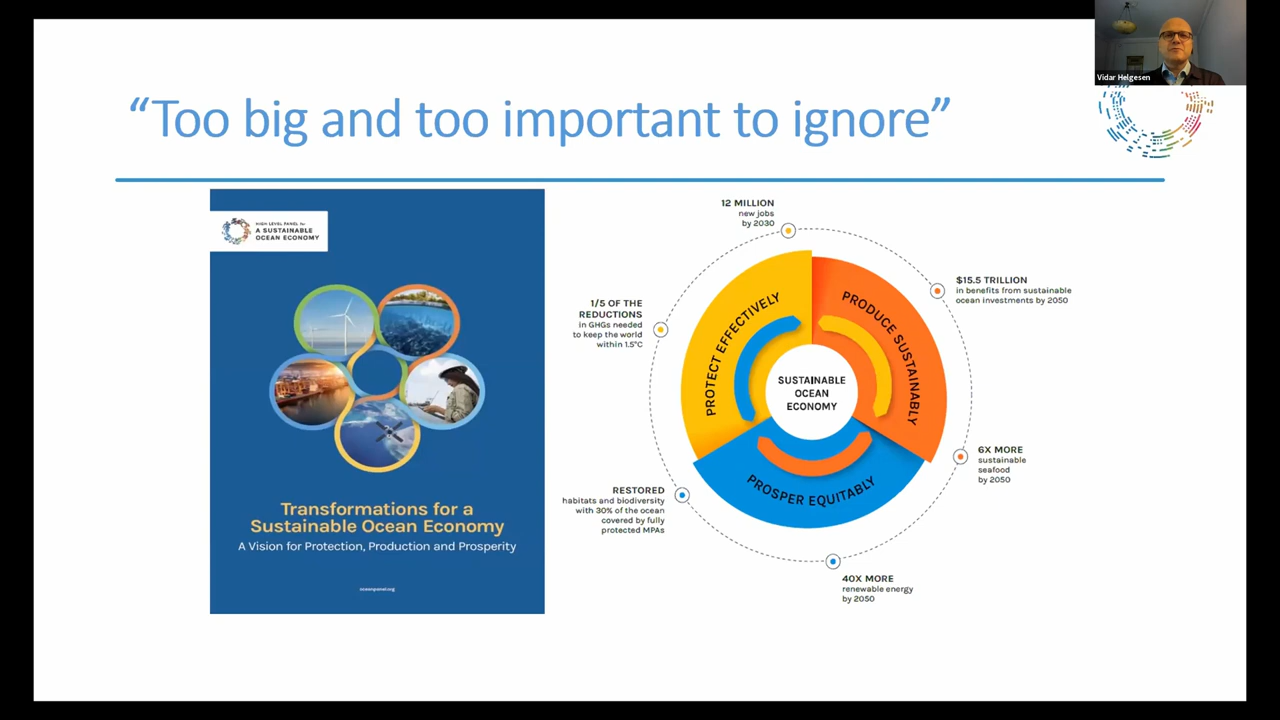 Vidar Helgesen
“Too big and too important to ignore”
HIGH LEVEL PANEL for
A SUSTAINABLE
OCEAN ECONOMY
Transformations for a
Sustainable Ocean Economy
A Vision for Protection, Production and Prosperity
oceanpanel.org
12 MILLION
new jobs
by 2030
$15.5 TRILLION
in benefits from sustainable
ocean investments by 2050
1/5 OF THE
REDUCTIONS
in GHGs needed
to keep the world
within 1.5°C
PROTECT EFFECTIVELY
PRODUCE SUSTAINABLY
SUSTAINABLE
OCEAN
ECONOMY
PROSPER EQUITABLY
6X MORE
sustainable
seafood
by 2050
RESTORED
habitats and biodiversity
with 30% of the ocean
covered by fully
protected MPAs
40X MORE
renewable energy
by 2050